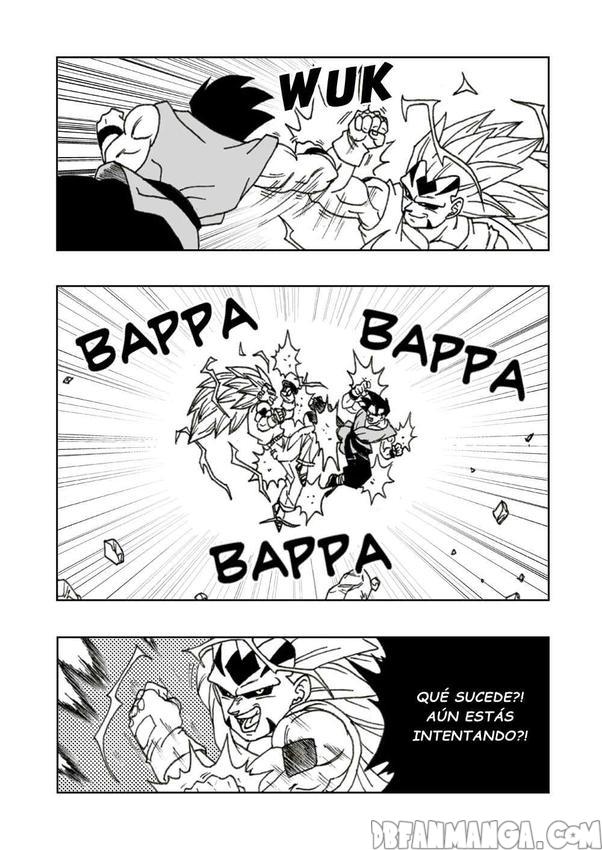 WUK
BAPPA
BAPPA
BAPPA
QUÉ SUCEDE?!
AÚN ESTÁS
INTENTANDO?!
DBFANMANGA.COM